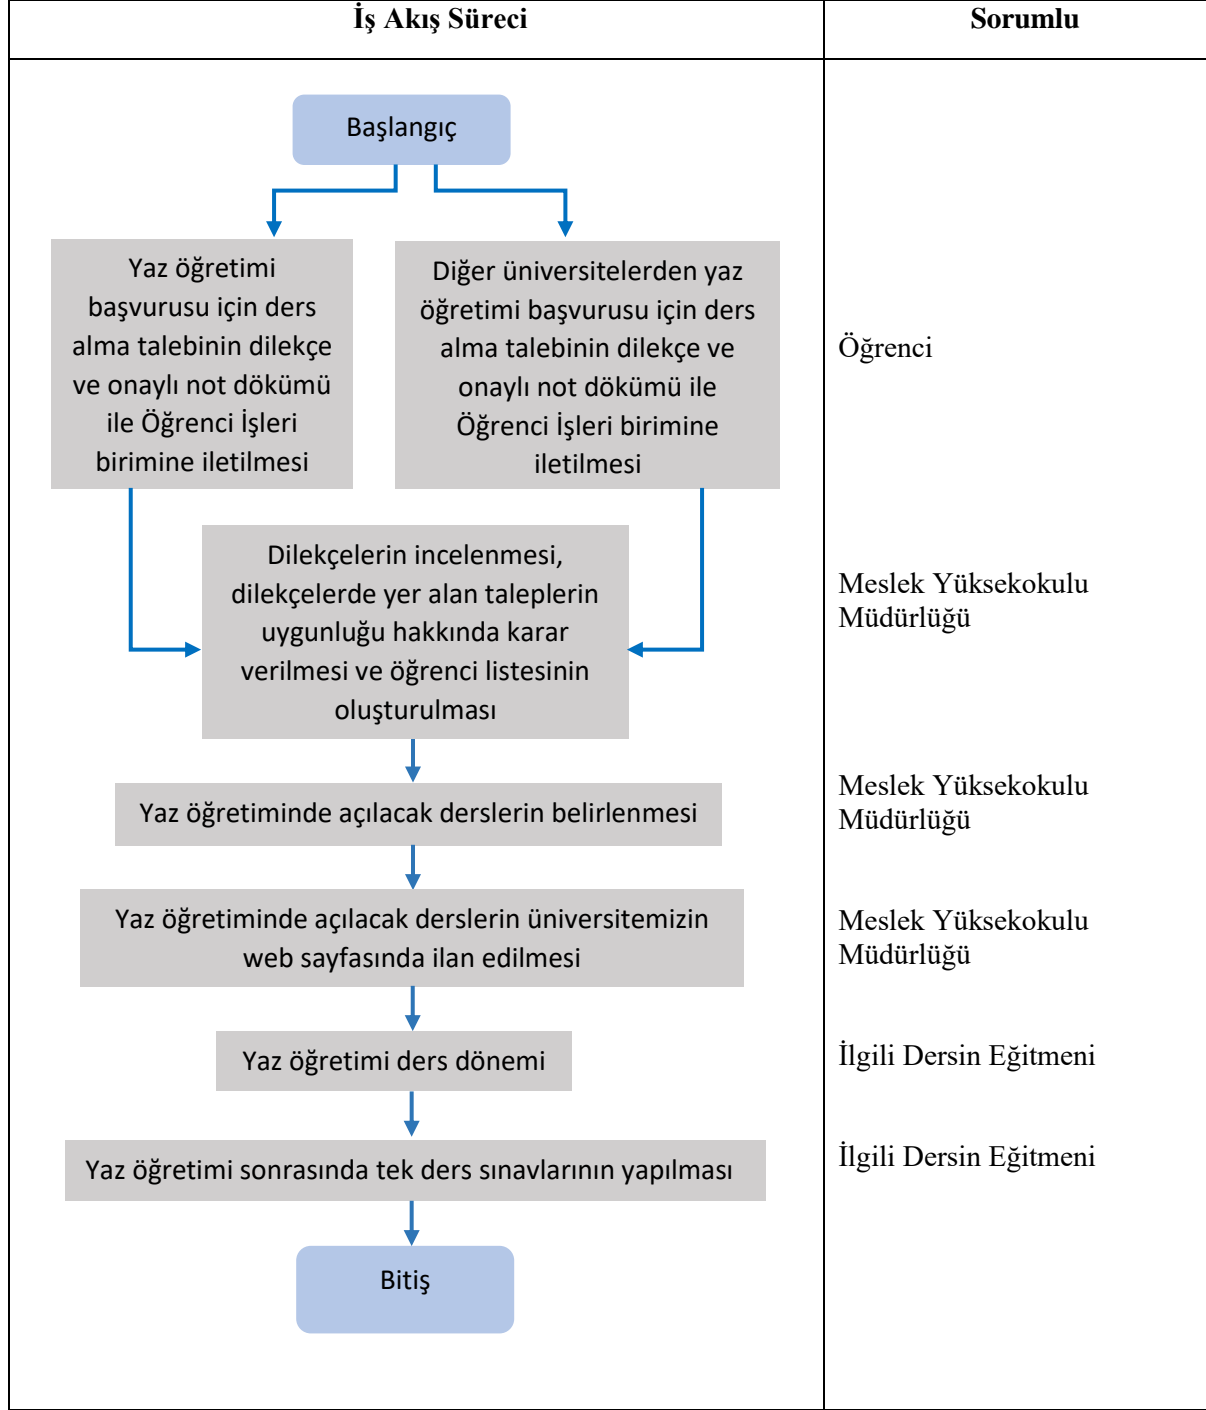 İş Akış Süreci
Sorumlu
Başlangıç
Yaz öğretimi
başvurusu için ders
alma talebinin dilekçe
ve onaylı not dökümü
ile Öğrenci İşleri
birimine iletilmesi
Diğer üniversitelerden yaz
öğretimi başvurusu için ders
alma talebinin dilekçe ve
onaylı not dökümü ile
Öğrenci İşleri birimine
iletilmesi
Öğrenci
Dilekçelerin incelenmesi,
dilekçelerde yer alan taleplerin
uygunluğu hakkında karar
verilmesi ve öğrenci listesinin
oluşturulması
Meslek Yüksekokulu
Müdürlüğü
Yaz öğretiminde açılacak derslerin belirlenmesi
Meslek Yüksekokulu
Müdürlüğü
Yaz öğretiminde açılacak derslerin üniversitemizin
web sayfasında ilan edilmesi
Meslek Yüksekokulu
Müdürlüğü
Yaz öğretimi ders dönemi
İlgili Dersin Eğitmeni
Yaz öğretimi sonrasında tek ders sınavlarının yapılması
İlgili Dersin Eğitmeni
Bitiş